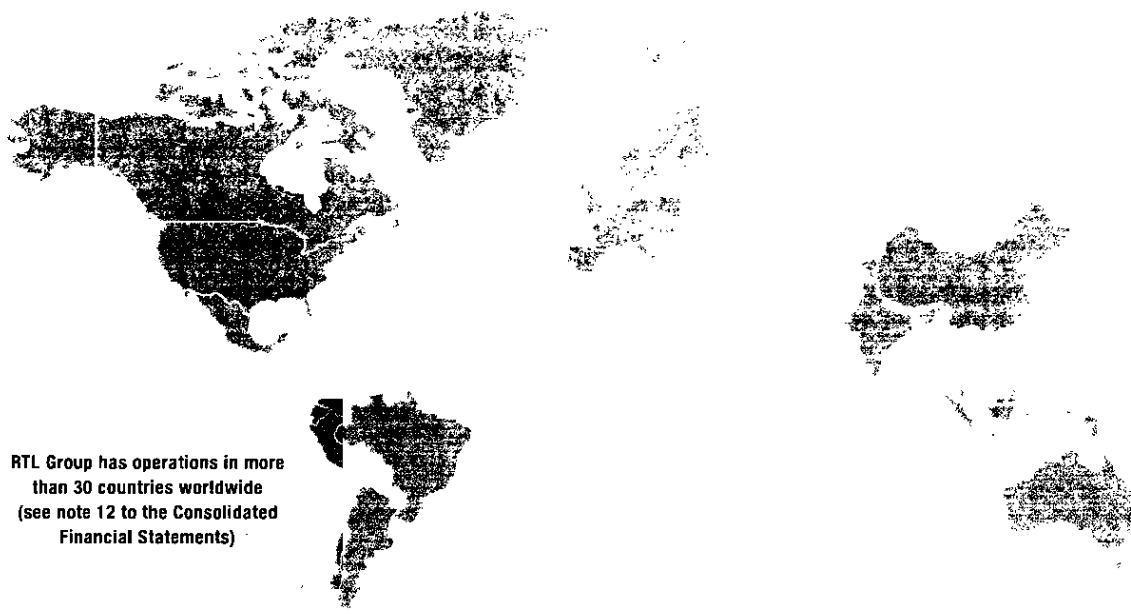 RTL Group has operations in more
than 30 countries worldwide
(see note 12 to the Consolidated
Financial Statements)